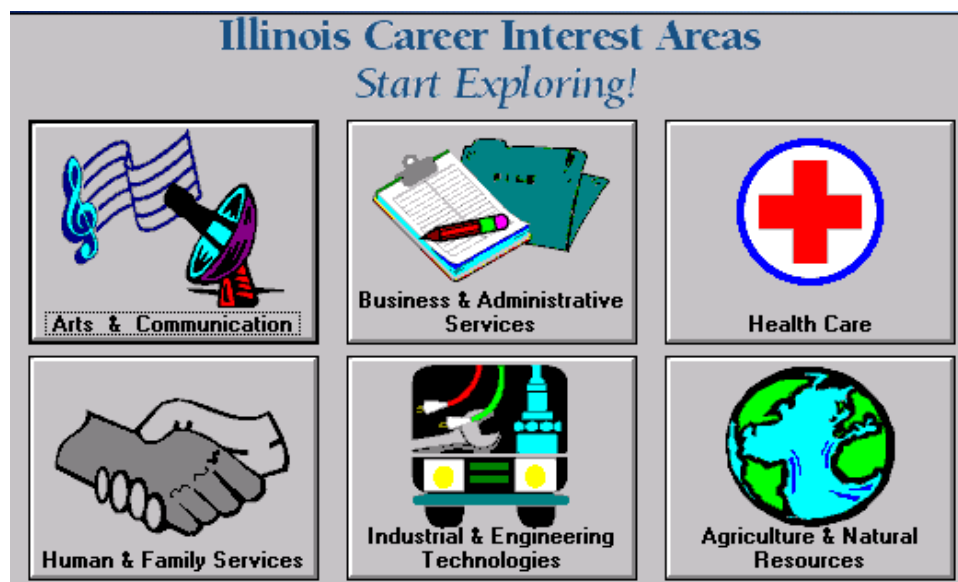 Illinois Career Interest Areas
Start Exploring!
Arts & Communication
Business & Administrative
Services
Health Care
Human & Family Services
Industrial & Engineering
Technologies
Agriculture & Natural
Resources